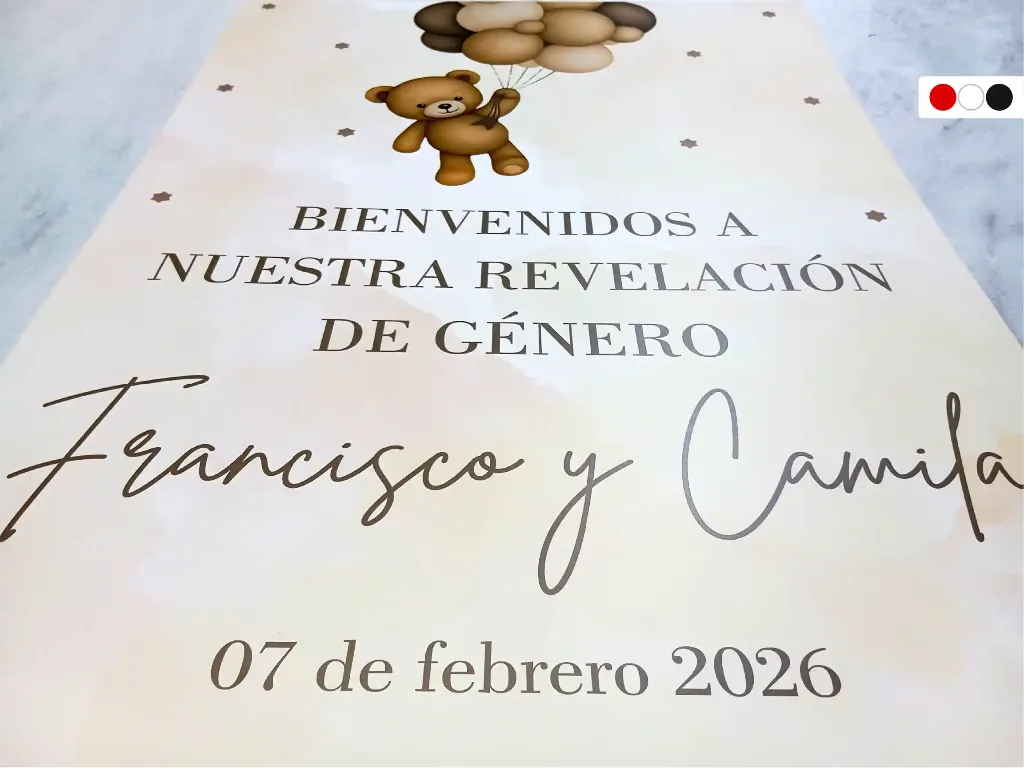 BIENVENIDOS A
NUESTRA REVELACIÓN
DE GÉNERO
Francisco y Camila
07 de febrero 2026